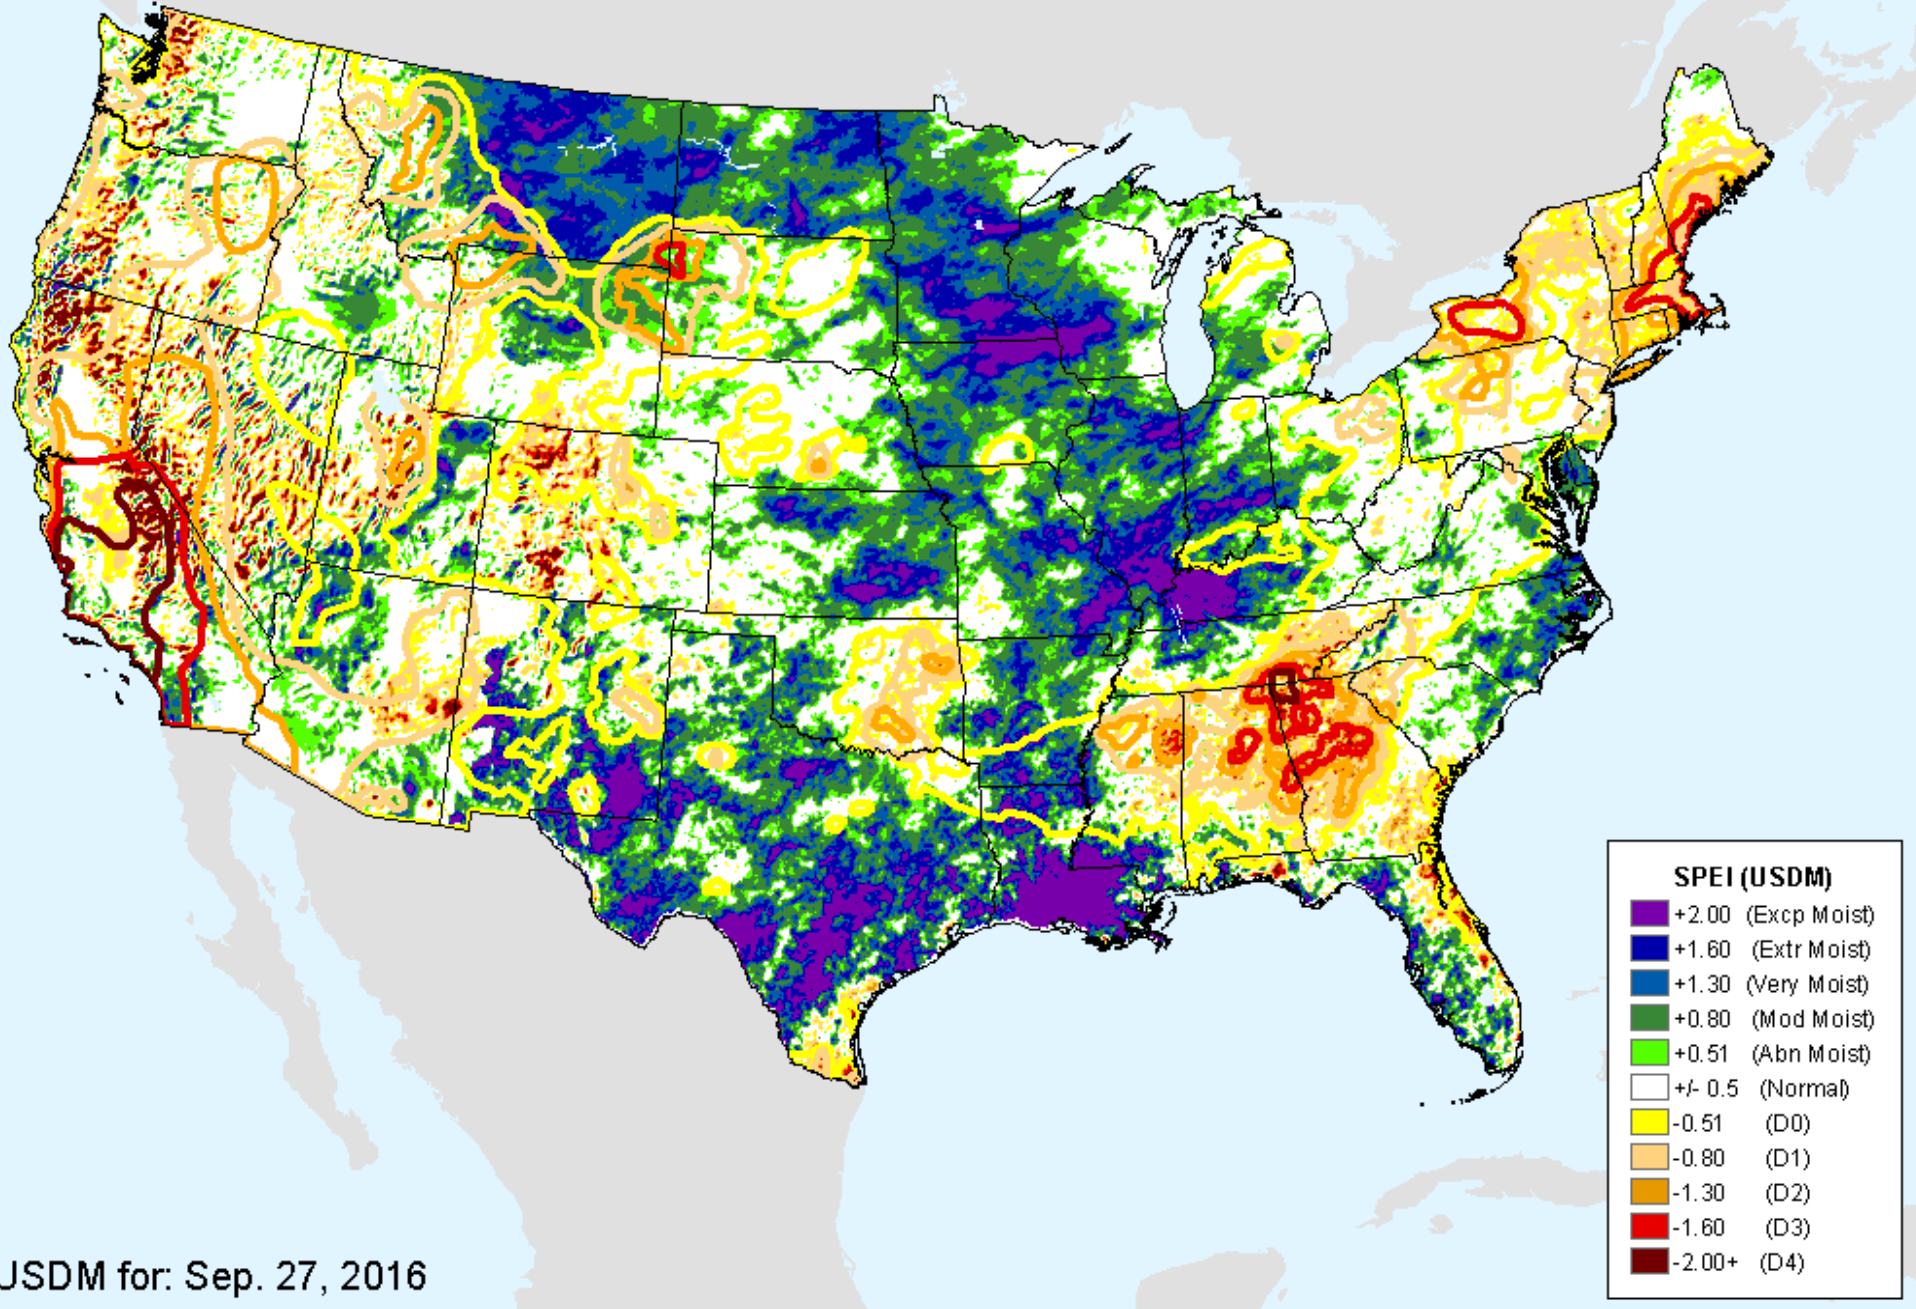 SPEI (USDM)
+2.00 (Excp Moist)
+1.60 (Extr Moist)
+1.30 (Very Moist)
+0.80 (Mod Moist)
+0.51 (Abn Moist)
+/- 0.5 (Normal)
-0.51 (D0)
-0.80 (D1)
-1.30 (D2)
-1.60 (D3)
-2.00+ (D4)
USDM for: Sep. 27, 2016